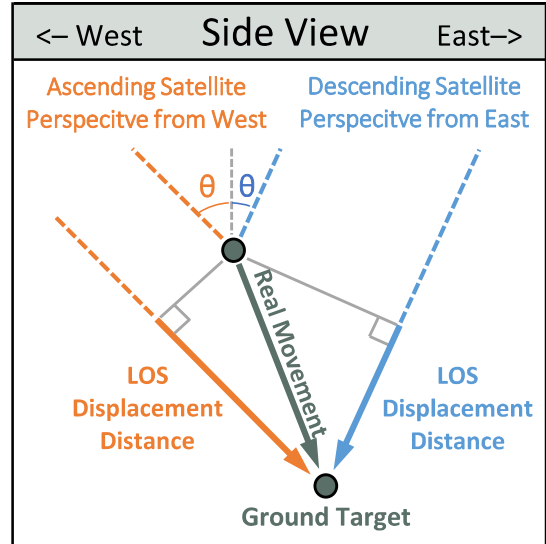 <– West Side View East–>
Ascending Satellite
Perspecitve from West
Descending Satellite
Perspecitve from East
θ θ
Real Movement
LOS
Displacement
Distance
LOS
Displacement
Distance
Ground Target